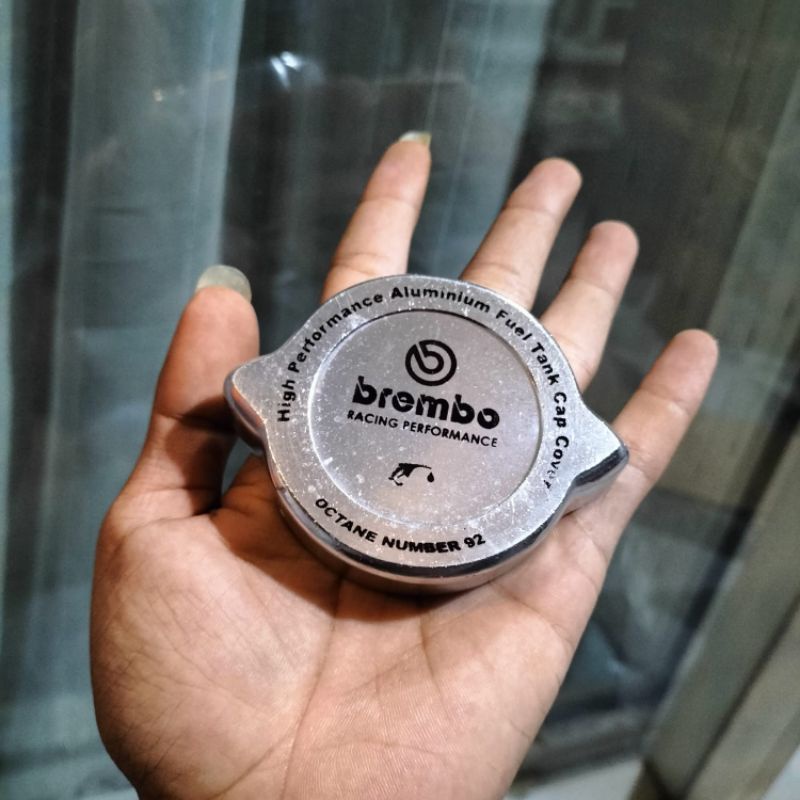 High Performance Aluminium Fuel Tank Cap Cover
brembo
RACING PERFORMANCE
OCTANE NUMBER 92